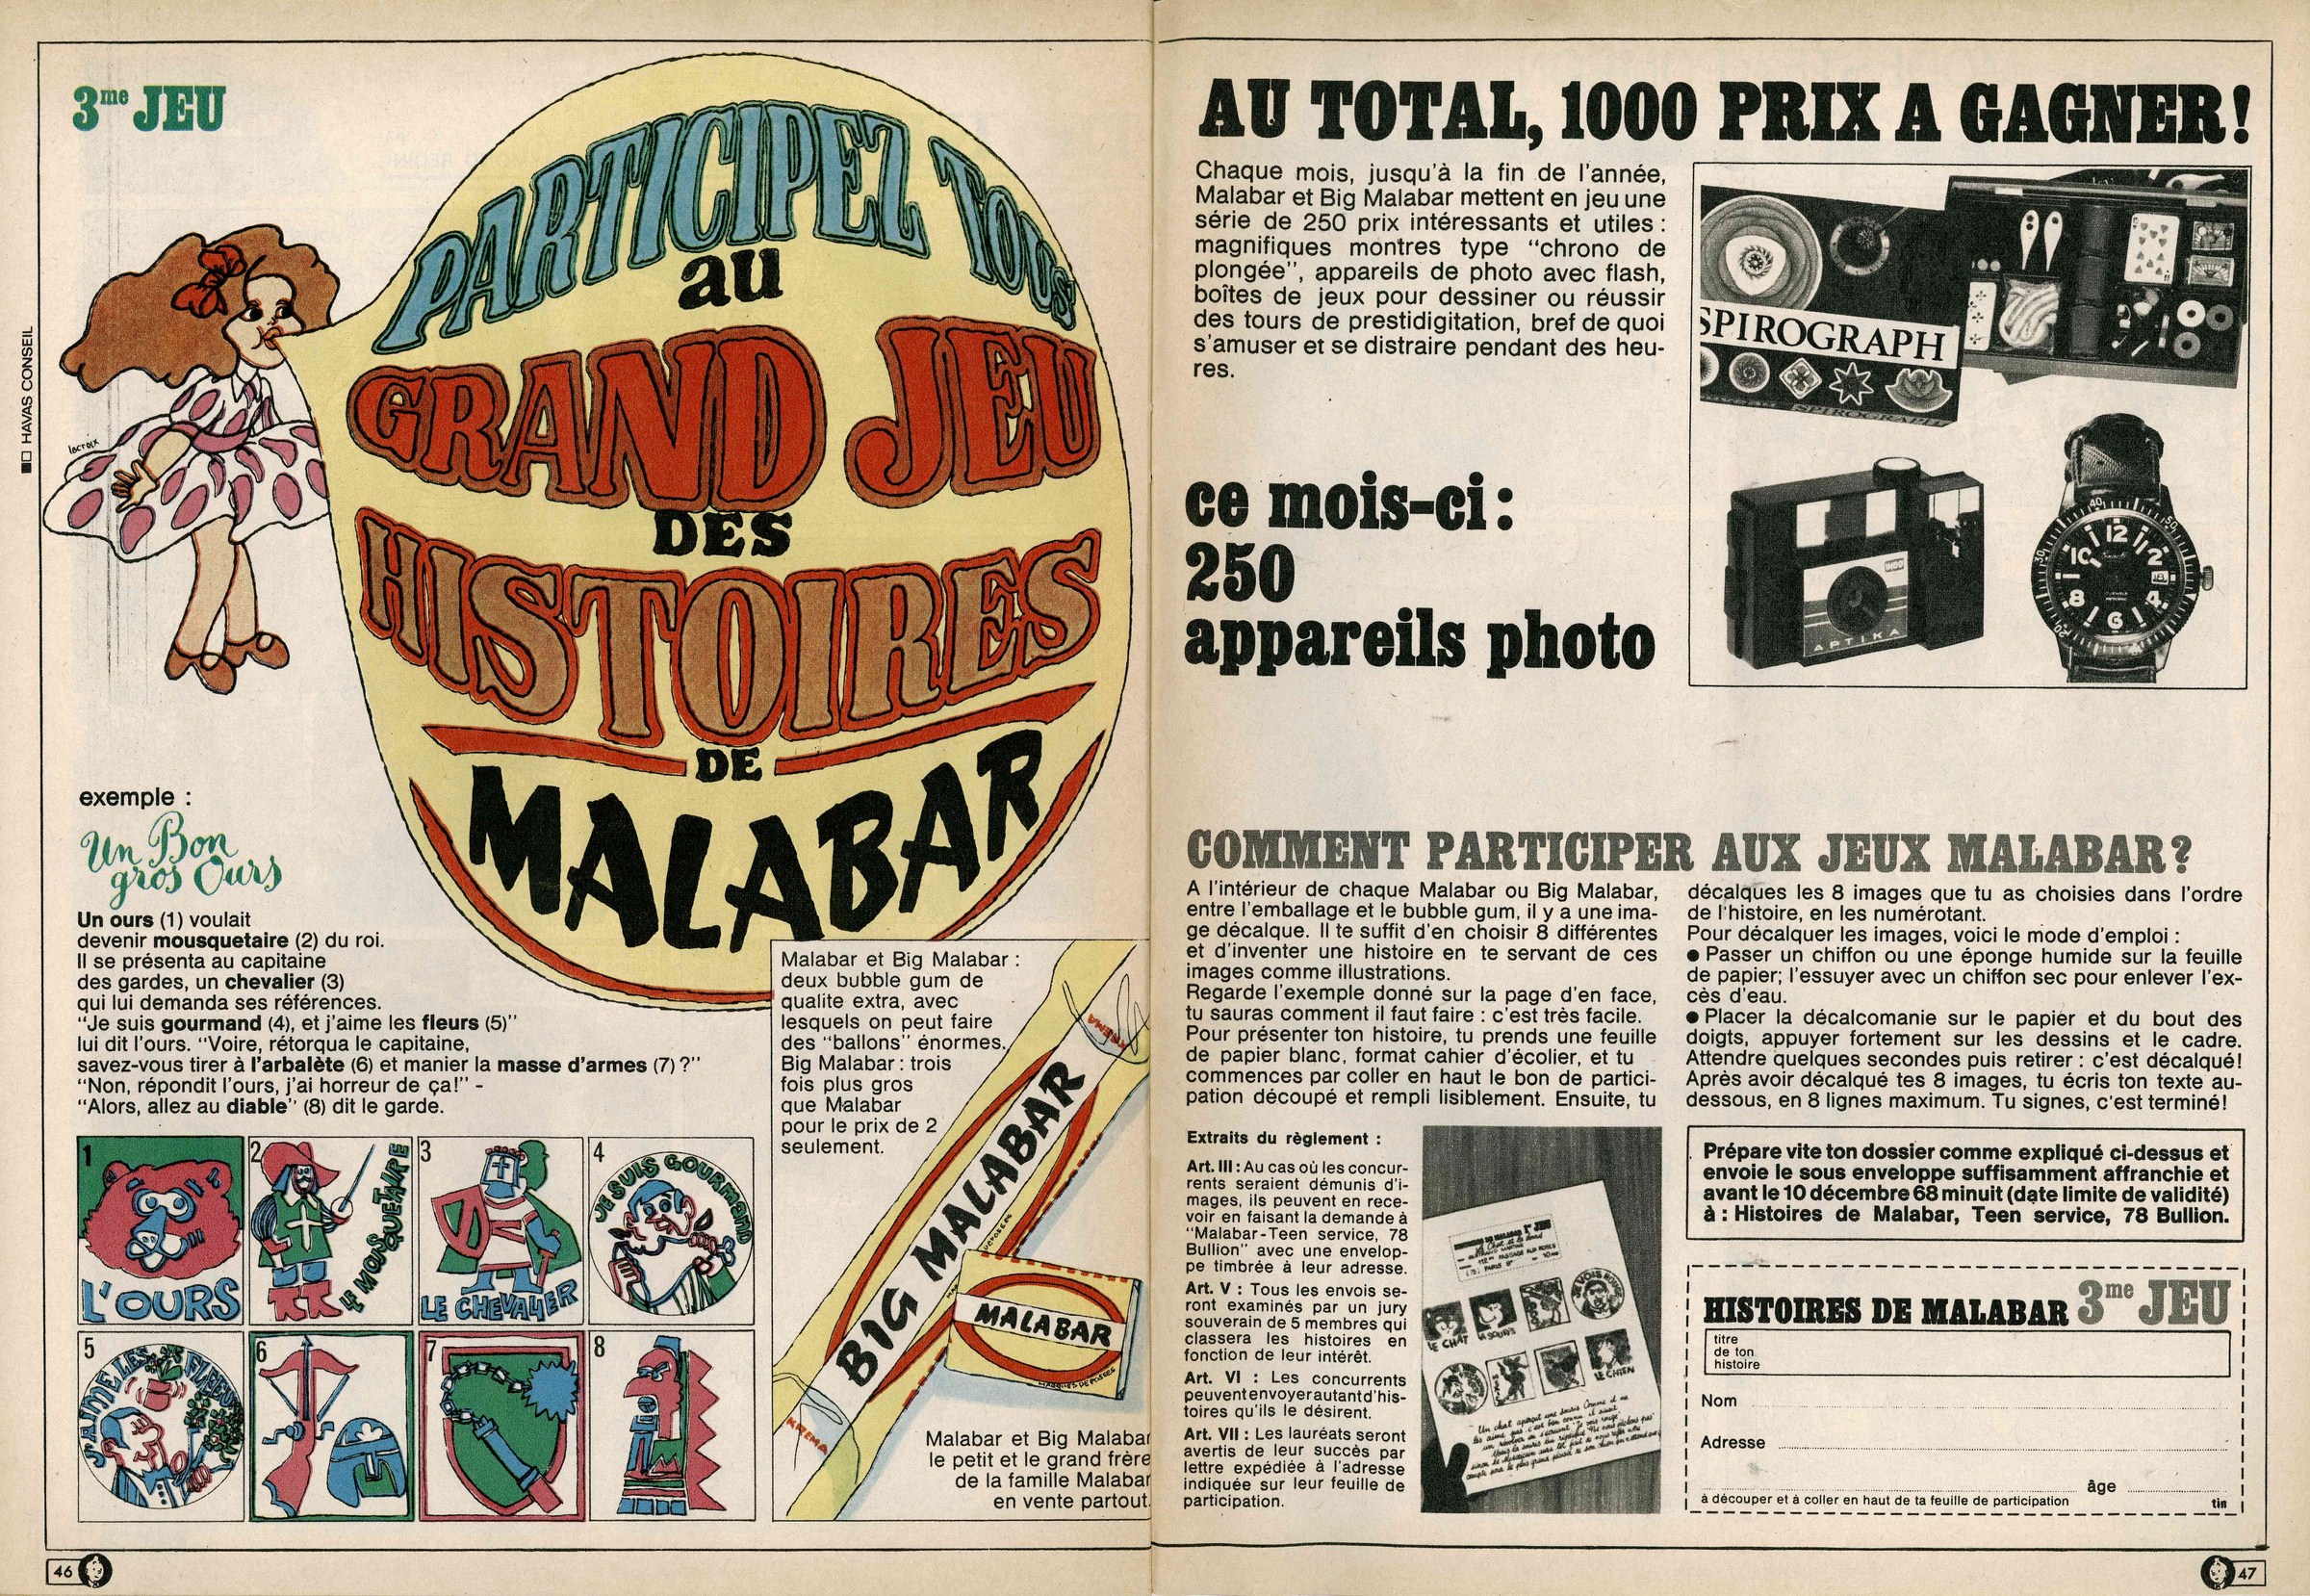 3me JEU
HAVAS CONSEIL
lacroix
PARTICIPEZ TOUS
au
GRAND JEU
DES
HISTOIRES
DE
MALABAR
exemple :
Un Bon
gros Ours
Un ours (1) voulait
devenir mousquetaire (2) du roi.
Il se présenta au capitaine
des gardes, un chevalier (3)
qui lui demanda ses références.
“Je suis gourmand (4), et j’aime les fleurs (5)”
lui dit l’ours. “Voire, rétorqua le capitaine,
savez-vous tirer à l’arbalète (6) et manier la masse d’armes (7) ?”
“Non, répondit l’ours, j’ai horreur de ça!” -
“Alors, allez au diable” (8) dit le garde.
1
L'OURS
2
LE MOUSQUETAIRE
3
LE CHEVALIER
4
JE SUIS GOURMAND
5
J'AIME LES FLEURS
6
7
8
Malabar et Big Malabar :
deux bubble gum de
qualite extra, avec
lesquels on peut faire
des “ballons” énormes.
Big Malabar : trois
fois plus gros
que Malabar
pour le prix de 2
seulement.
KREMA
BIG MALABAR
DEPOSEES
MALABAR
MARQUES DEPOSEES
KREMA
Malabar et Big Malabar
le petit et le grand frère
de la famille Malabar
en vente partout.
46
AU TOTAL, 1000 PRIX A GAGNER!
Chaque mois, jusqu’à la fin de l’année,
Malabar et Big Malabar mettent en jeu une
série de 250 prix intéressants et utiles :
magnifiques montres type “chrono de
plongée”, appareils de photo avec flash,
boîtes de jeux pour dessiner ou réussir
des tours de prestidigitation, bref de quoi
s’amuser et se distraire pendant des heu-
res.
SPIROGRAPH
SPIROGRAPH
INDO
APTIKA
12
2
4
6
8
10
ce mois-ci :
250
appareils photo
COMMENT PARTICIPER AUX JEUX MALABAR?
A l’intérieur de chaque Malabar ou Big Malabar,
entre l’emballage et le bubble gum, il y a une ima-
ge décalque. Il te suffit d’en choisir 8 différentes
et d’inventer une histoire en te servant de ces
images comme illustrations.
Regarde l’exemple donné sur la page d’en face,
tu sauras comment il faut faire : c’est très facile.
Pour présenter ton histoire, tu prends une feuille
de papier blanc, format cahier d’écolier, et tu
commences par coller en haut le bon de partici-
pation découpé et rempli lisiblement. Ensuite, tu
décalques les 8 images que tu as choisies dans l’ordre
de l’histoire, en les numérotant.
Pour décalquer les images, voici le mode d’emploi :
● Passer un chiffon ou une éponge humide sur la feuille
de papier; l’essuyer avec un chiffon sec pour enlever l’ex-
cès d’eau.
● Placer la décalcomanie sur le papier et du bout des
doigts, appuyer fortement sur les dessins et le cadre.
Attendre quelques secondes puis retirer : c’est décalqué!
Après avoir décalqué tes 8 images, tu écris ton texte au-
dessous, en 8 lignes maximum. Tu signes, c’est terminé!
Extraits du règlement :
Art. III : Au cas où les concur-
rents seraient démunis d’i-
mages, ils peuvent en rece-
voir en faisant la demande à
“Malabar-Teen service, 78
Bullion” avec une envelop-
pe timbrée à leur adresse.
Art. V : Tous les envois se-
ront examinés par un jury
souverain de 5 membres qui
classera les histoires en
fonction de leur intérêt.
Art. VI : Les concurrents
peuvent envoyer autant d’his-
toires qu’ils le désirent.
Art. VII : Les lauréats seront
avertis de leur succès par
lettre expédiée à l’adresse
indiquée sur leur feuille de
participation.
HISTOIRES DE MALABAR 1er JEU
LE CHAT
LA SOURIS
JE VOIS ROUGE
LE CHIEN
Prépare vite ton dossier comme expliqué ci-dessus et
envoie le sous enveloppe suffisamment affranchie et
avant le 10 décembre 68 minuit (date limite de validité)
à : Histoires de Malabar, Teen service, 78 Bullion.
HISTOIRES DE MALABAR 3me JEU
titre
de ton
histoire
Nom
Adresse
âge
à découper et à coller en haut de ta feuille de participation
tin
47